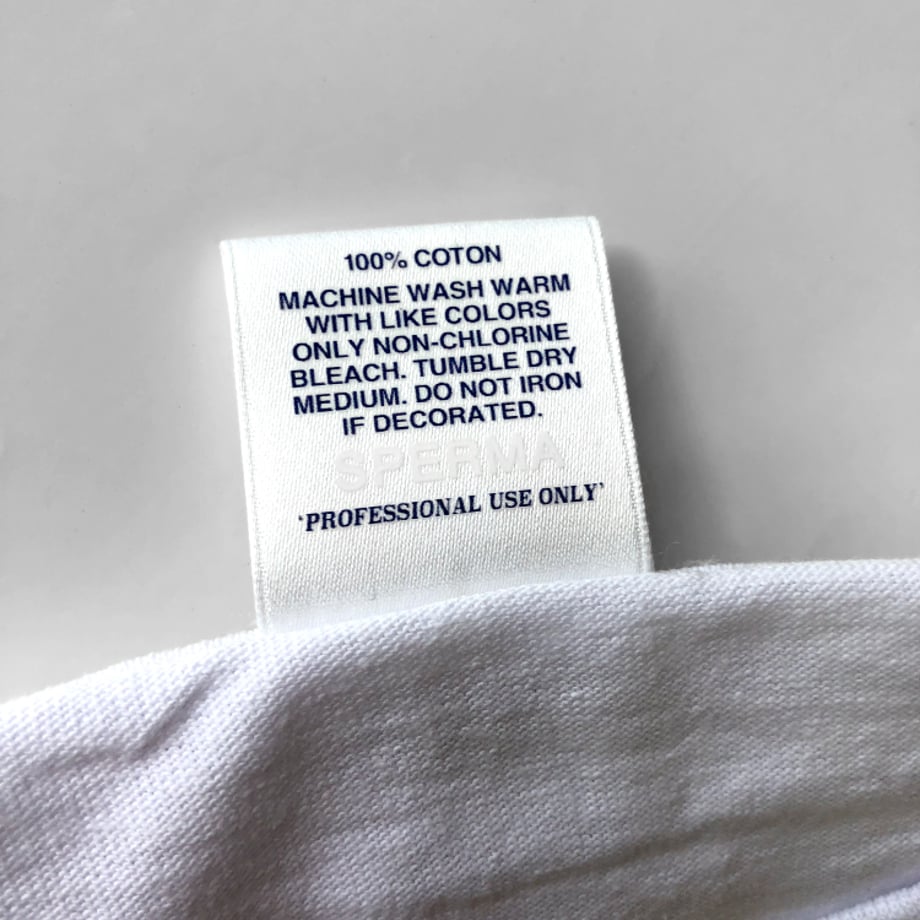 100% COTON
MACHINE WASH WARM
WITH LIKE COLORS
ONLY NON-CHLORINE
BLEACH. TUMBLE DRY
MEDIUM. DO NOT IRON
IF DECORATED.
SPERMA
'PROFESSIONAL USE ONLY'